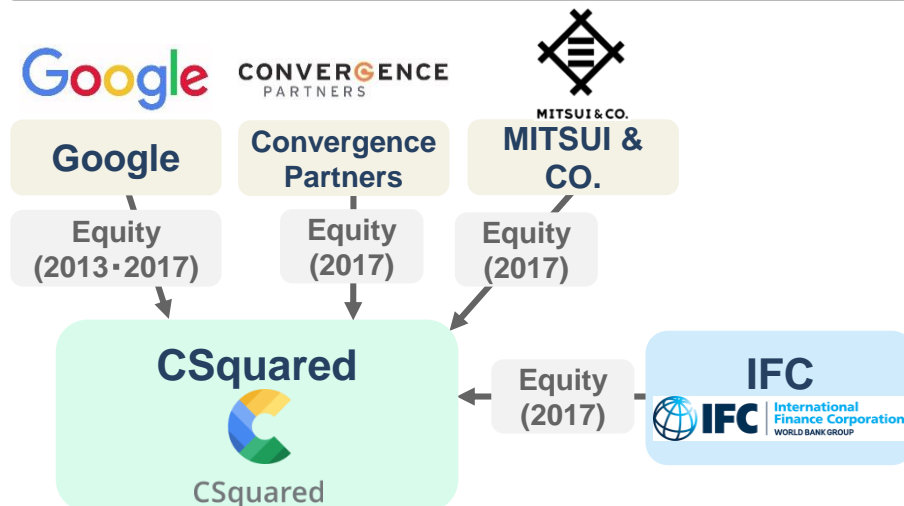 Google
CONVERGENCE
PARTNERS
MITSUI & CO.
Google
Convergence
Partners
MITSUI &
CO.
Equity
(2013・2017)
Equity
(2017)
Equity
(2017)
CSquared
CSquared
Equity
(2017)
IFC
IFC
International
Finance Corporation
WORLD BANK GROUP